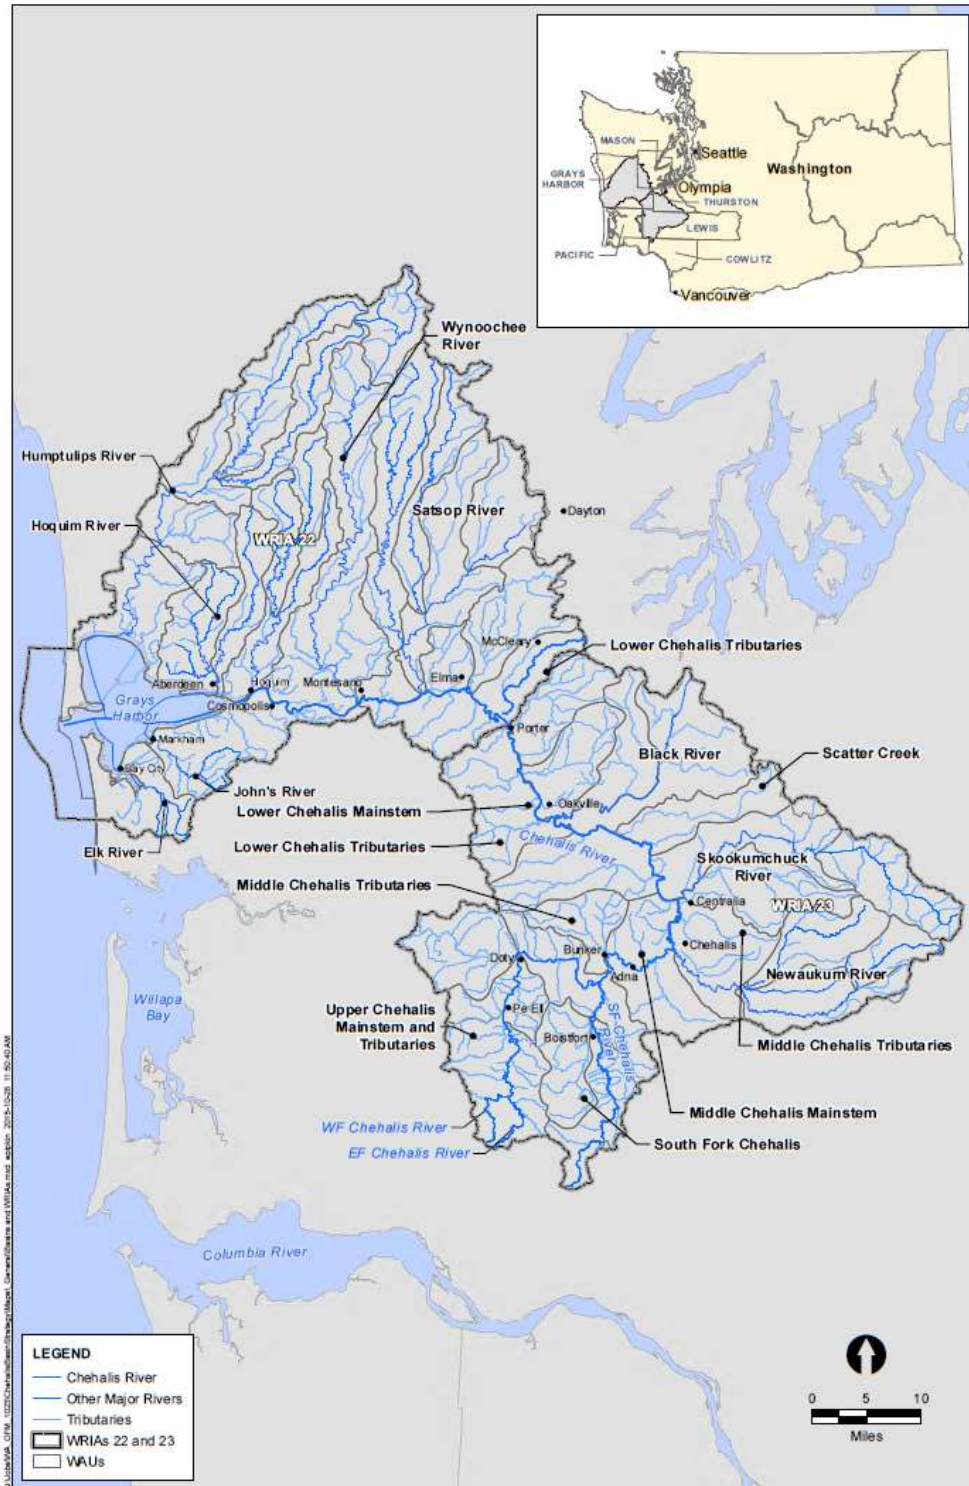 MASON
Seattle
Washington
GRAYS
HARBOR
Olympia
THURSTON
LEWIS
PACIFIC
COWLITZ
Vancouver
Wynoochee
River
Humptulips River
Hoquim River
WRIA 22
Satsop River
Dayton
McCleary
Lower Chehalis Tributaries
Aberdeen
Hoquim
Montesano
Elma
Grays
Harbor
Cosmopolis
Porter
Markham
Black River
Scatter Creek
Bay City
John's River
Lower Chehalis Mainstem
Oakville
Elk River
Lower Chehalis Tributaries
Chehalis River
Skookumchuck
River
Middle Chehalis Tributaries
Centralia
WRIA 23
Chehalis
Bunker
Doty
Adna
Newaukum River
Willapa
Bay
Upper Chehalis
Mainstem and
Tributaries
Pe Ell
Boistfort
SF Chehalis
River
Middle Chehalis Tributaries
Middle Chehalis Mainstem
WF Chehalis River
EF Chehalis River
South Fork Chehalis
Columbia River
LEGEND
Chehalis River
Other Major Rivers
Tributaries
WRIAs 22 and 23
WAUs
0 5 10
Miles